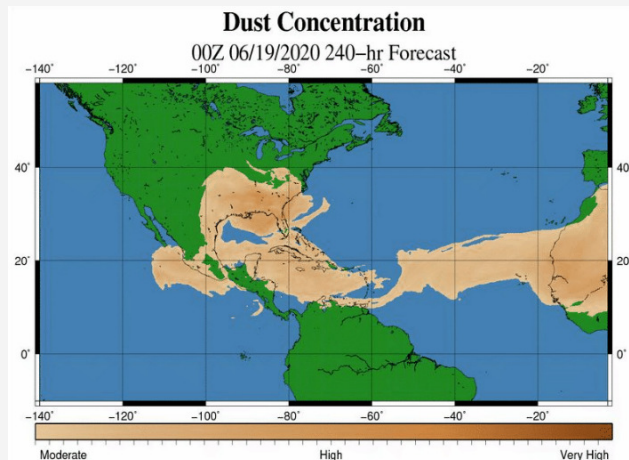 Dust Concentration
00Z 06/19/2020 240-hr Forecast
-140° -120° -100° -80° -60° -40° -20°
40° 40°
20° 20°
0° 0°
-140° -120° -100° -80° -60° -40° -20°
Moderate High Very High